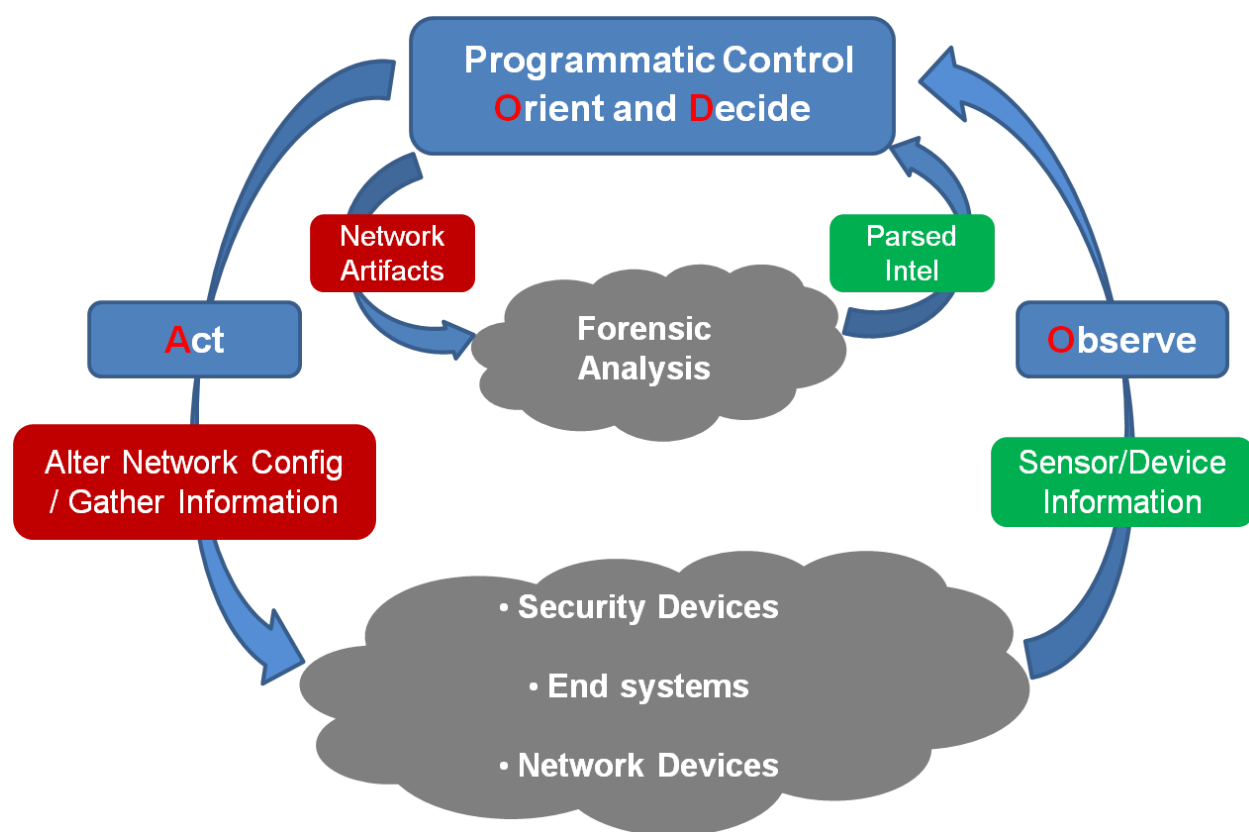 Programmatic Control
Orient and Decide
Network
Artifacts
Parsed
Intel
Forensic
Analysis
Act
Observe
Alter Network Config
/ Gather Information
Sensor/Device
Information
• Security Devices
• End systems
• Network Devices